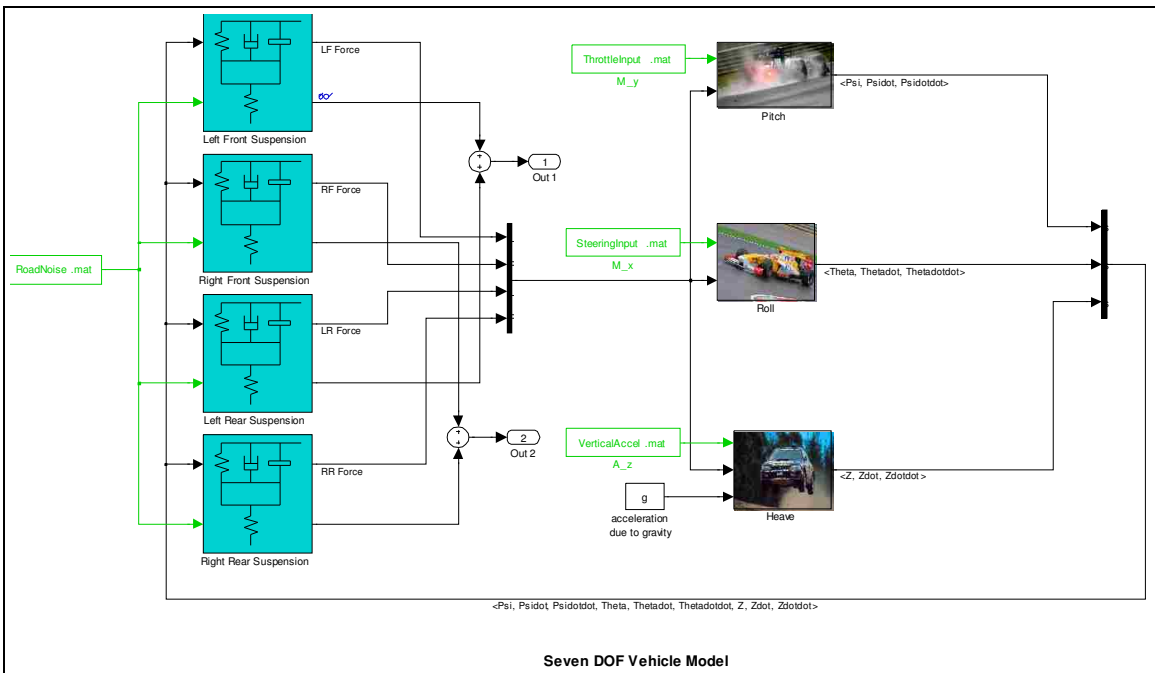 LF Force
Left Front Suspension
RF Force
RoadNoise .mat
Right Front Suspension
LR Force
Left Rear Suspension
RR Force
Right Rear Suspension
1
Out 1
2
Out 2
ThrottleInput .mat
M_y
Pitch
<Psi, Psidot, Psidotdot>
SteeringInput .mat
M_x
Roll
<Theta, Thetadot, Thetadotdot>
VerticalAccel .mat
A_z
g
acceleration
due to gravity
Heave
<Z, Zdot, Zdotdot>
<Psi, Psidot, Psidotdot, Theta, Thetadot, Thetadotdot, Z, Zdot, Zdotdot>
Seven DOF Vehicle Model